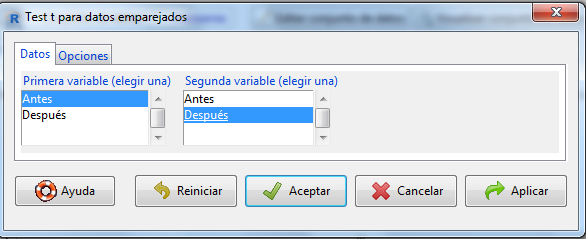 Test t para datos emparejados
Datos Opciones
Primera variable (elegir una) Segunda variable (elegir una)
Antes Antes
Después Después
Ayuda Reiniciar Aceptar Cancelar Aplicar